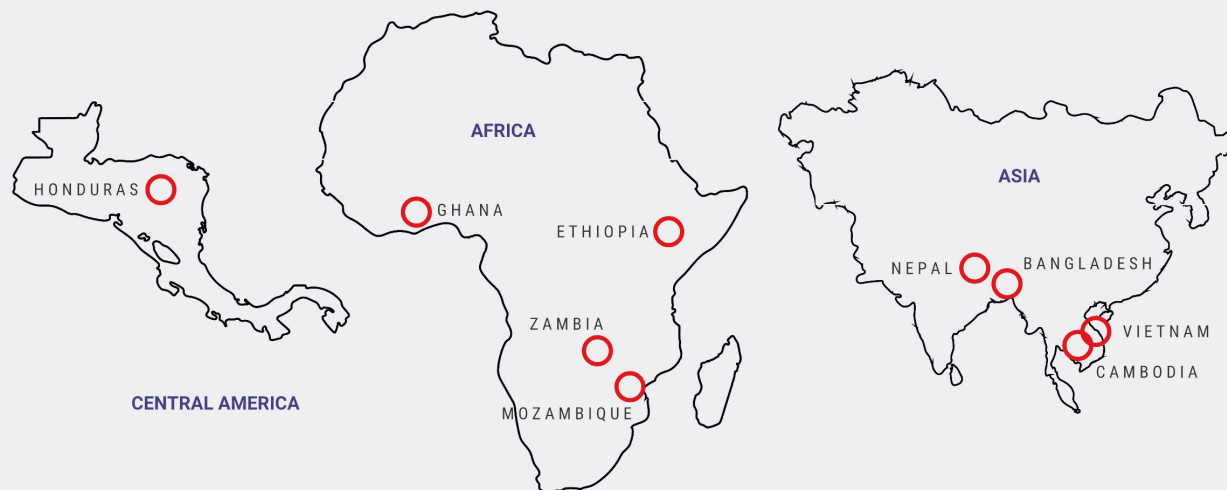 AFRICA
ASIA
HONDURAS
GHANA
ETHIOPIA
NEPAL
BANGLADESH
ZAMBIA
VIETNAM
CAMBODIA
CENTRAL AMERICA
MOZAMBIQUE